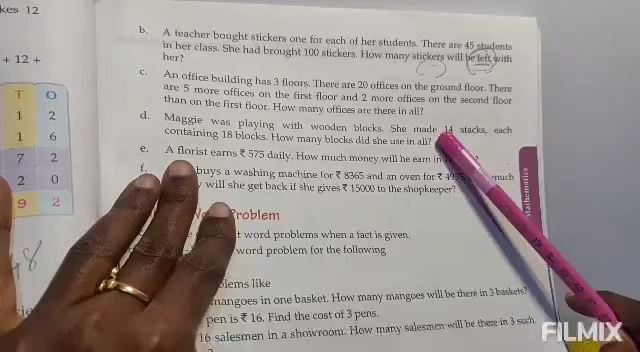 kes 12
+ 12 +
T O
1 2
1 6
7 2
2 0
9 2
b. A teacher bought stickers one for each of her students. There are 45 students
in her class. She had brought 100 stickers. How many stickers will be left with
her?
(-)
c. An office building has 3 floors. There are 20 offices on the ground floor. There
are 5 more offices on the first floor and 2 more offices on the second floor
than on the first floor. How many offices are there in all?
d. Maggie was playing with wooden blocks. She made 14 stacks, each
containing 18 blocks. How many blocks did she use in all?
e. A florist earns ₹ 575 daily. How much money will he earn in
f. buys a washing machine for ₹ 8365 and an oven for ₹ much
will she get back if she gives ₹ 15000 to the shopkeeper?
Problem
word problems when a fact is given.
word problem for the following
like
mangoes in one basket. How many mangoes will be there in 3 baskets?
pen is ₹ 16. Find the cost of 3 pens.
16 salesmen in a showroom. How many salesmen will be there in 3 such
Mathematics
48
FILMIX